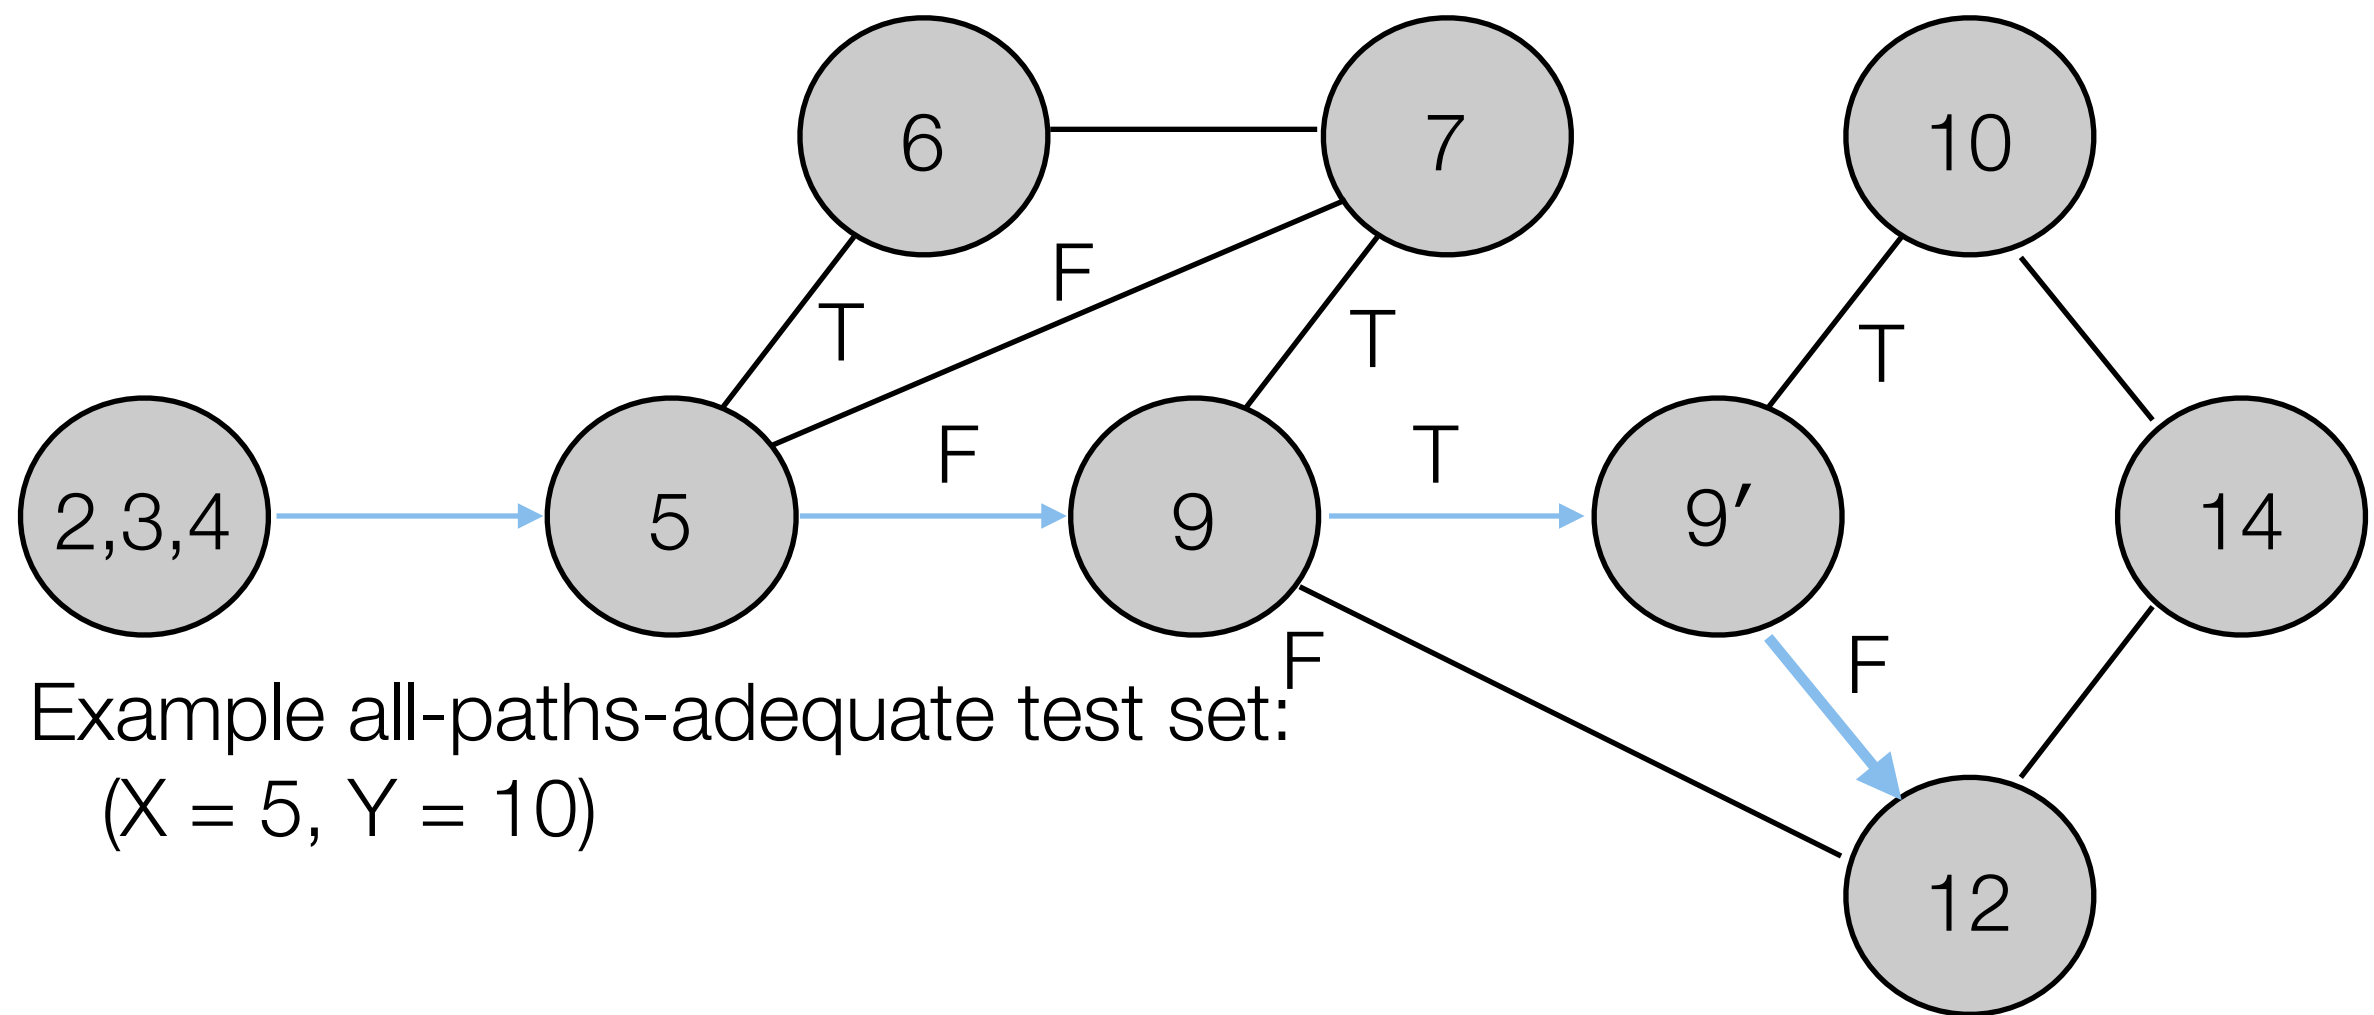 6
7
10
F
T
T
T
F
T
2,3,4
5
9
9′
14
F
F
Example all-paths-adequate test set:
(X = 5, Y = 10)
12